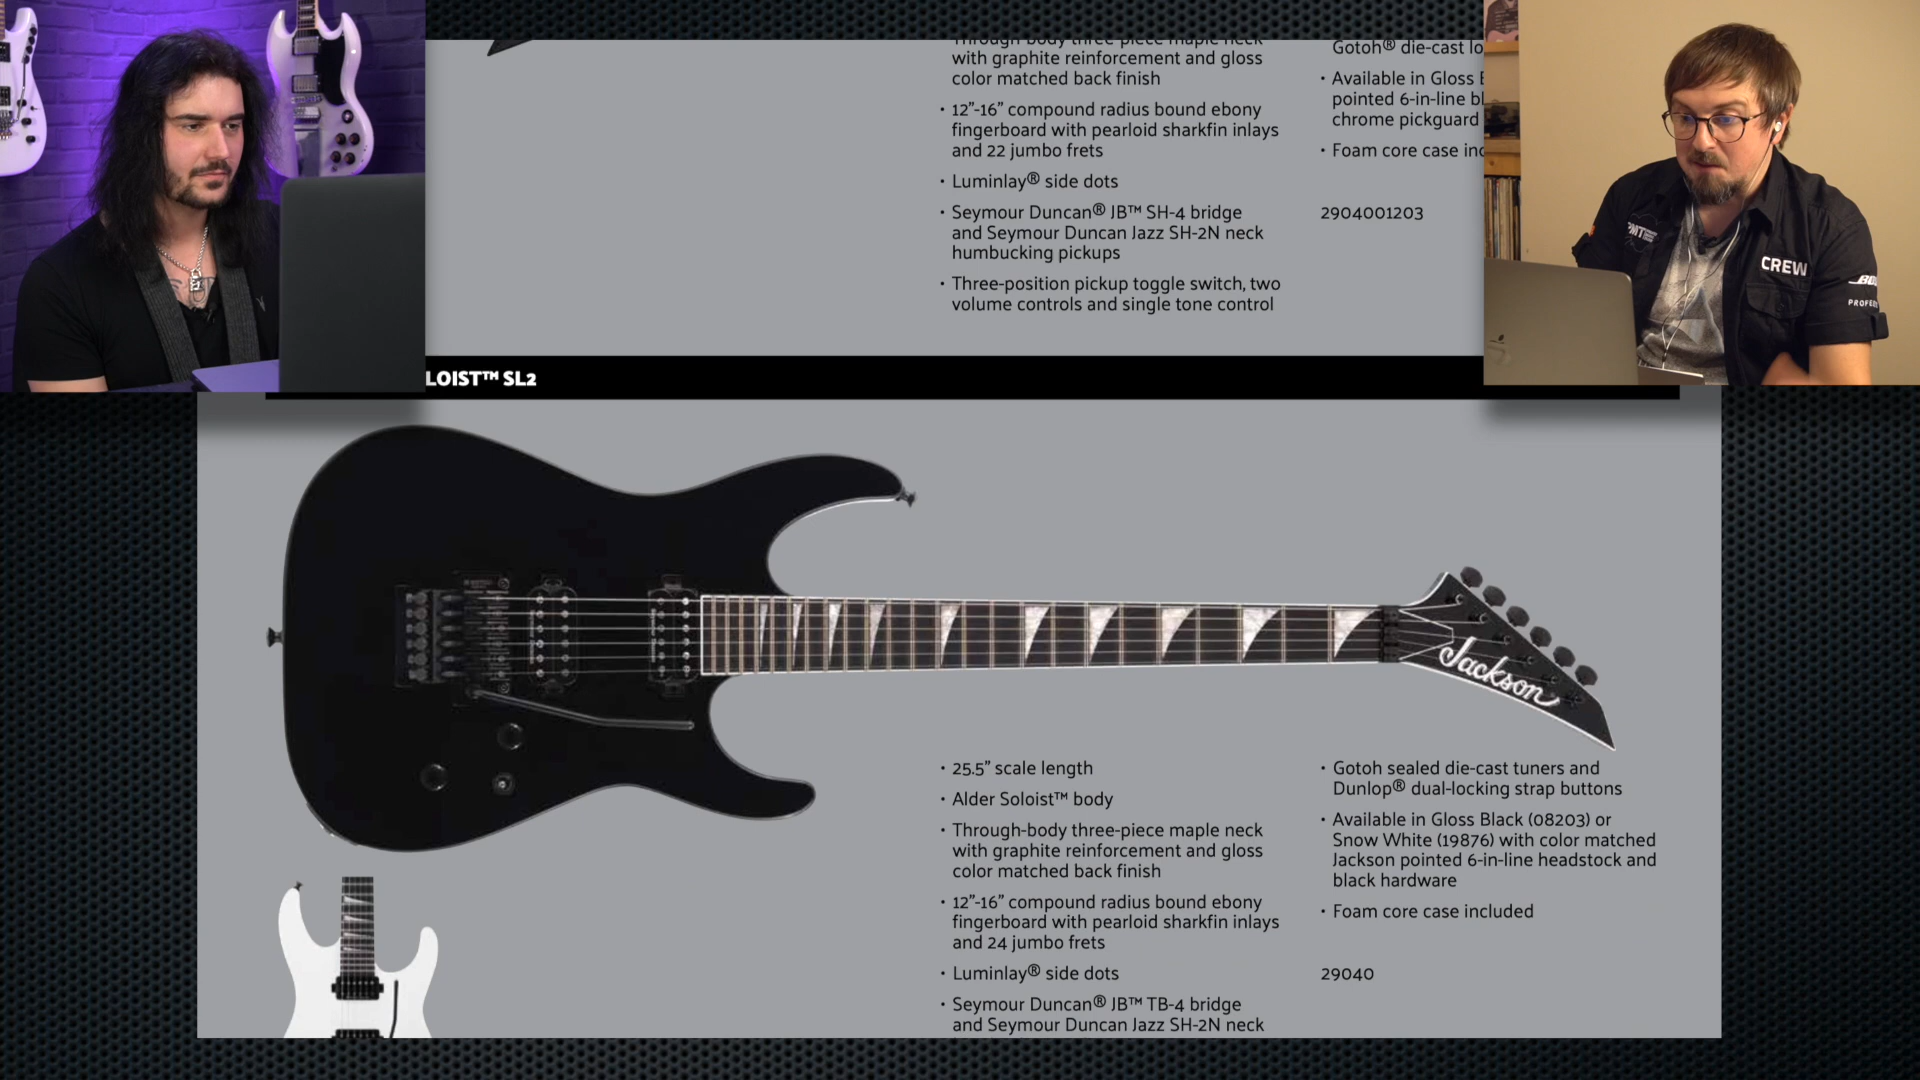 with graphite reinforcement and gloss
color matched back finish
• 12”-16” compound radius bound ebony
fingerboard with pearloid sharkfin inlays
and 22 jumbo frets
• Luminlay® side dots
• Seymour Duncan® JB™ SH-4 bridge
and Seymour Duncan Jazz SH-2N neck
humbucking pickups
• Three-position pickup toggle switch, two
volume controls and single tone control
Gotoh® die-cast lo
• Available in Gloss
pointed 6-in-line bl
chrome pickguard
• Foam core case inc
2904001203
CREW
LOIST™ SL2
Jackson
• 25.5” scale length
• Alder Soloist™ body
• Through-body three-piece maple neck
with graphite reinforcement and gloss
color matched back finish
• 12”-16” compound radius bound ebony
fingerboard with pearloid sharkfin inlays
and 24 jumbo frets
• Luminlay® side dots
• Seymour Duncan® JB™ TB-4 bridge
and Seymour Duncan Jazz SH-2N neck
• Gotoh sealed die-cast tuners and
Dunlop® dual-locking strap buttons
• Available in Gloss Black (08203) or
Snow White (19876) with color matched
Jackson pointed 6-in-line headstock and
black hardware
• Foam core case included
29040